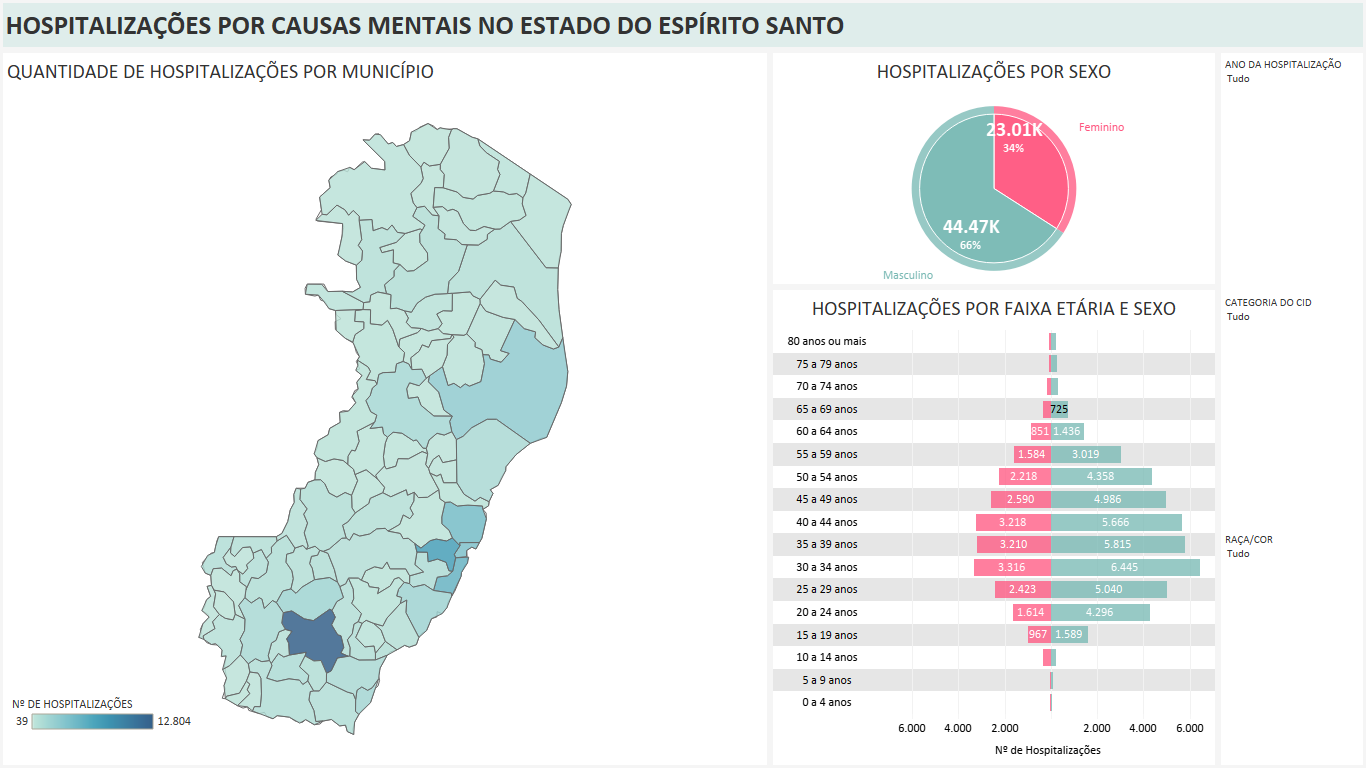 HOSPITALIZAÇÕES POR CAUSAS MENTAIS NO ESTADO DO ESPÍRITO SANTO
QUANTIDADE DE HOSPITALIZAÇÕES POR MUNICÍPIO
Nº DE HOSPITALIZAÇÕES
39 12.804
HOSPITALIZAÇÕES POR SEXO
23.01K
34%
Feminino
44.47K
66%
Masculino
HOSPITALIZAÇÕES POR FAIXA ETÁRIA E SEXO
80 anos ou mais
75 a 79 anos
70 a 74 anos
65 a 69 anos 725
60 a 64 anos 851 1.436
55 a 59 anos 1.584 3.019
50 a 54 anos 2.218 4.358
45 a 49 anos 2.590 4.986
40 a 44 anos 3.218 5.666
35 a 39 anos 3.210 5.815
30 a 34 anos 3.316 6.445
25 a 29 anos 2.423 5.040
20 a 24 anos 1.614 4.296
15 a 19 anos 967 1.589
10 a 14 anos
5 a 9 anos
0 a 4 anos
6.000 4.000 2.000 2.000 4.000 6.000
Nº de Hospitalizações
ANO DA HOSPITALIZAÇÃO
Tudo
CATEGORIA DO CID
Tudo
RAÇA/COR
Tudo